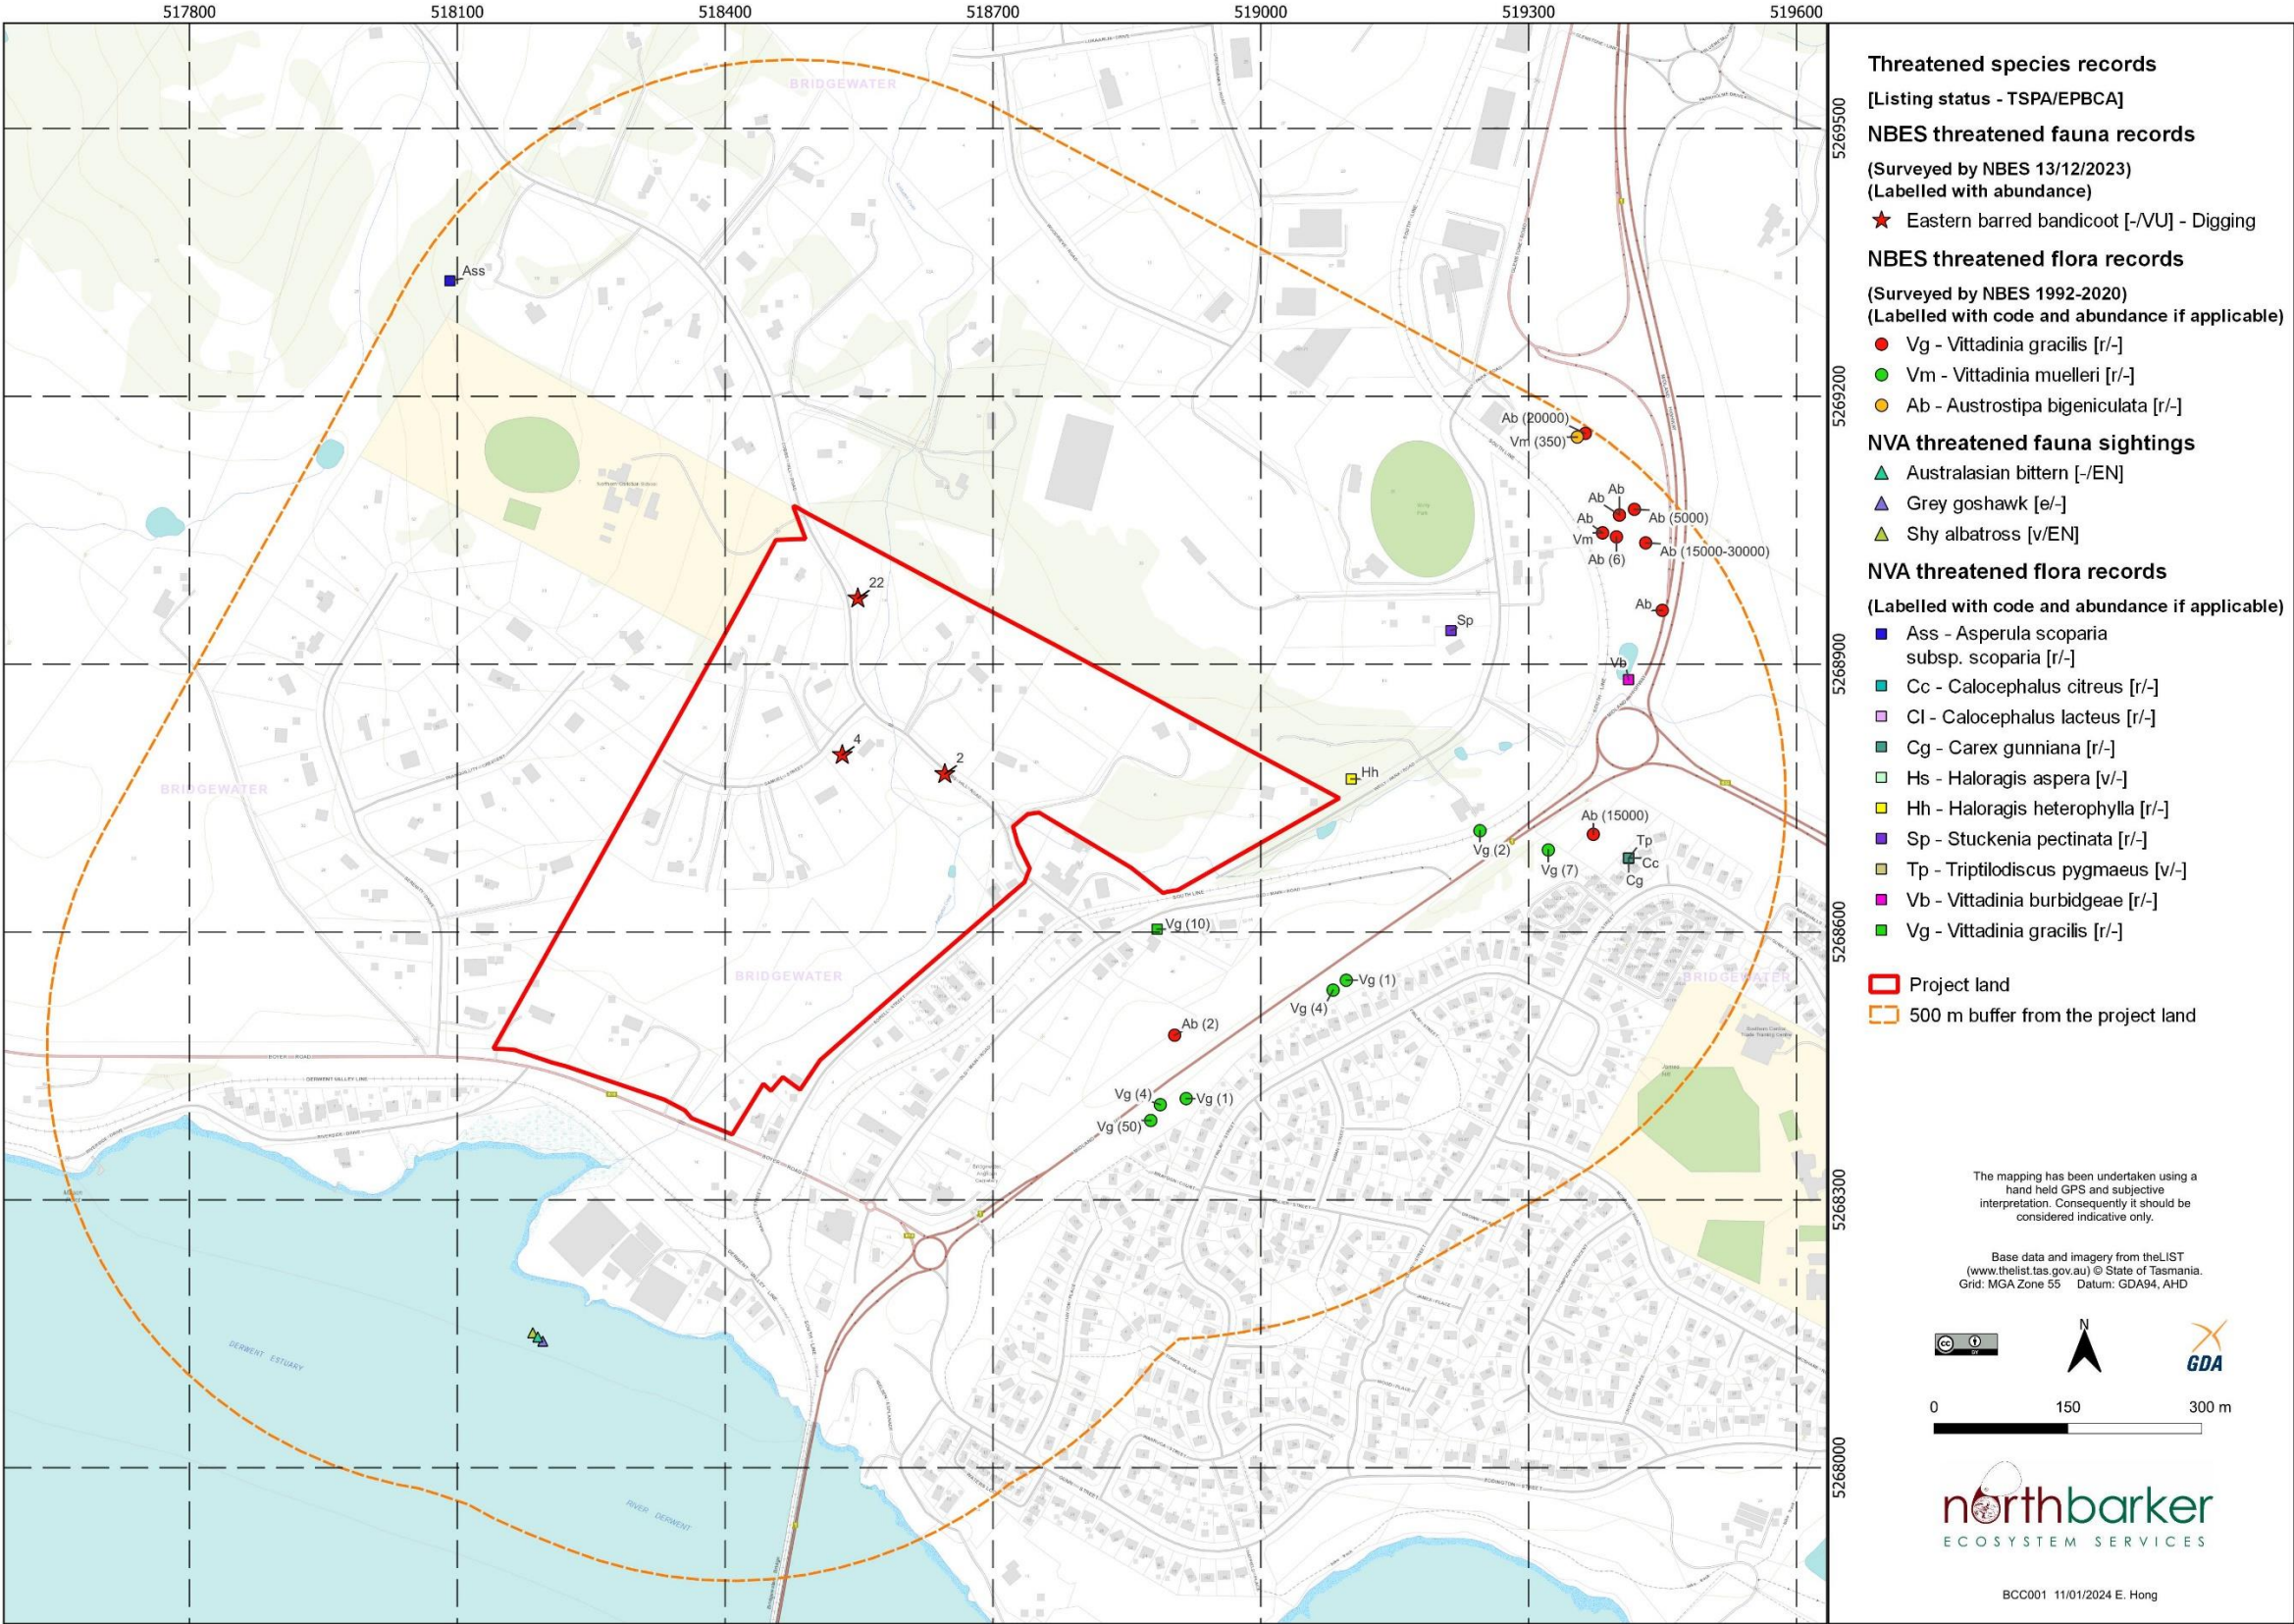 517800 518100 518400 518700 519000 519300 519600
BRIDGEWATER
5269500
Ass
5269200
Southern Christian School
Ab (20000)
Vm (350)
Ab
Ab
Ab (5000)
Ab
Vm
Ab (6)
Ab (15000-30000)
22
Ab
Sp
5268900
Vb
4
2
Hh
BRIDGEWATER
Ab (15000)
Tp
Vg (2)
Cc
Vg (7)
Cg
Vg (10)
5268600
BRIDGEWATER
BRIDGEWATER
Vg (1)
Vg (4)
Ab (2)
BOYER ROAD
DERWENT VALLEY LINE
RIVERSIDE DRIVE
Vg (4)
Vg (1)
Vg (50)
5268300
DERWENT ESTUARY
5268000
RIVER DERWENT
Threatened species records
[Listing status - TSPA/EPBCA]
NBES threatened fauna records
(Surveyed by NBES 13/12/2023)
(Labelled with abundance)
Eastern barred bandicoot [-/VU] - Digging
NBES threatened flora records
(Surveyed by NBES 1992-2020)
(Labelled with code and abundance if applicable)
Vg - Vittadinia gracilis [r/-]
Vm - Vittadinia muelleri [r/-]
Ab - Austrostipa bigeniculata [r/-]
NVA threatened fauna sightings
Australasian bittern [-/EN]
Grey goshawk [e/-]
Shy albatross [v/EN]
NVA threatened flora records
(Labelled with code and abundance if applicable)
Ass - Asperula scoparia
subsp. scoparia [r/-]
Cc - Calocephalus citreus [r/-]
Cl - Calocephalus lacteus [r/-]
Cg - Carex gunniana [r/-]
Hs - Haloragis aspera [v/-]
Hh - Haloragis heterophylla [r/-]
Sp - Stuckenia pectinata [r/-]
Tp - Triptilodiscus pygmaeus [v/-]
Vb - Vittadinia burbidgeae [r/-]
Vg - Vittadinia gracilis [r/-]
Project land
500 m buffer from the project land
The mapping has been undertaken using a
hand held GPS and subjective
interpretation. Consequently it should be
considered indicative only.
Base data and imagery from theLIST
(www.thelist.tas.gov.au) © State of Tasmania.
Grid: MGA Zone 55 Datum: GDA94, AHD
cc
BY
N
GDA
0 150 300 m
northbarker
ECOSYSTEM SERVICES
BCC001 11/01/2024 E. Hong